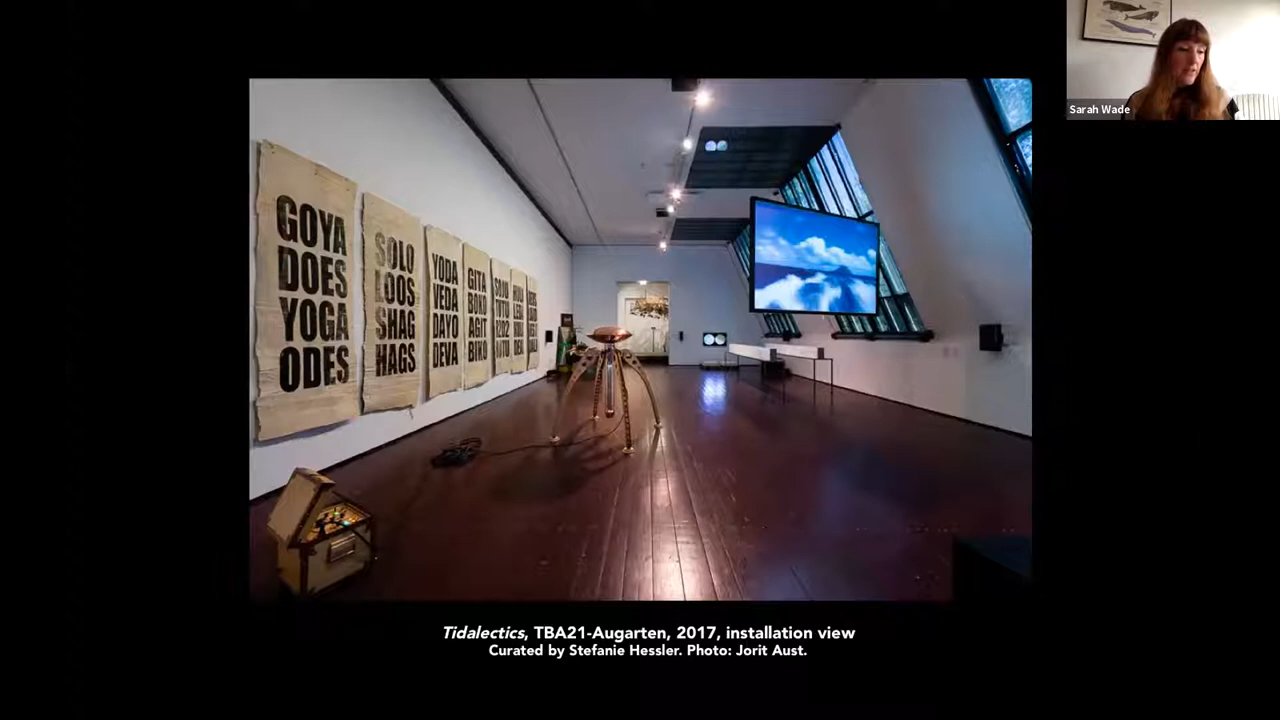 Sarah Wade
GOYA
DOES
YOGA
ODES
SOLO
LOOS
SHAG
HAGS
YODA
VEDA
DAYO
DEVA
GITA
BOKO
AGIT
BIKO
Tidalectics, TBA21-Augarten, 2017, installation view
Curated by Stefanie Hessler. Photo: Jorit Aust.